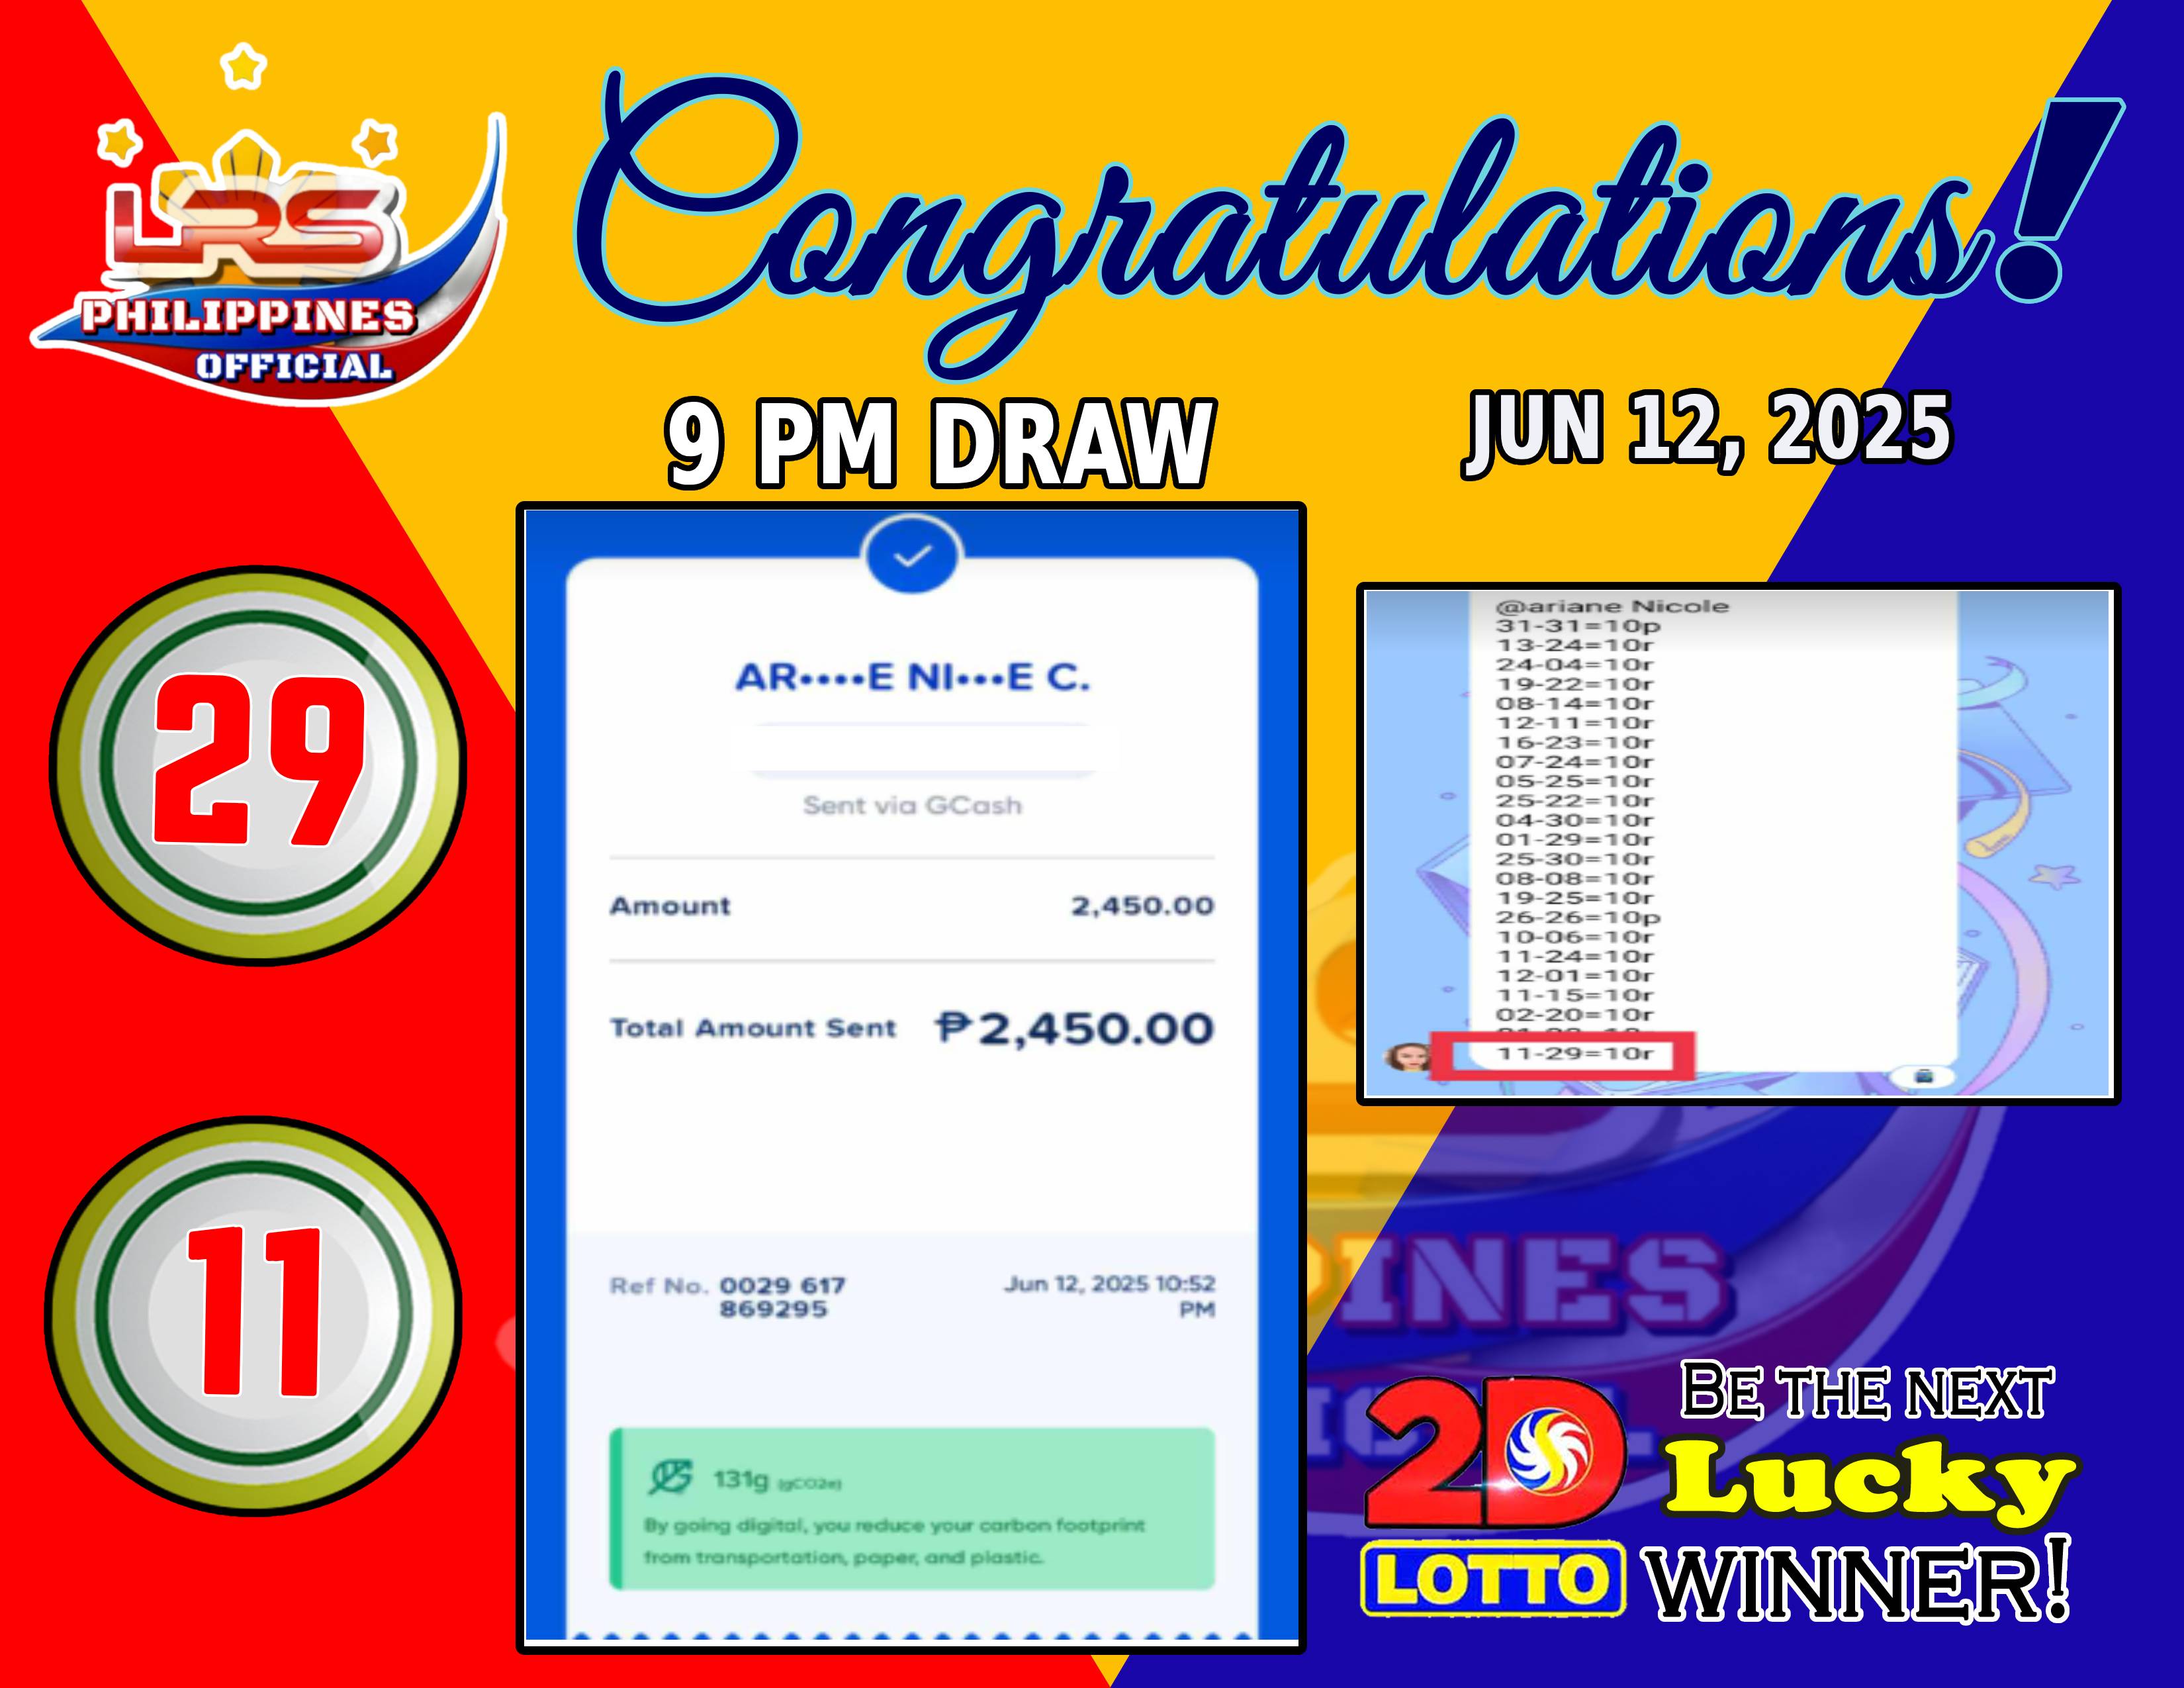 LRS
PHILIPPINES
OFFICIAL
Congratulations!
9 PM DRAW
JUN 12, 2025
29
11
AR••••E NI•••E C.
Sent via GCash
Amount 2,450.00
Total Amount Sent ₱2,450.00
Ref No. 0029 617
869295
Jun 12, 2025 10:52
PM
131g (gCO2e)
By going digital, you reduce your carbon footprint
from transportation, paper, and plastic.
@ariane Nicole
31-31=10p
13-24=10r
24-04=10r
19-22=10r
08-14=10r
12-11=10r
16-23=10r
07-24=10r
05-25=10r
25-22=10r
04-30=10r
01-29=10r
25-30=10r
08-08=10r
19-25=10r
26-26=10p
10-06=10r
11-24=10r
12-01=10r
11-15=10r
02-20=10r
11-29=10r
PINES
2D
LOTTO
BE THE NEXT
Lucky
WINNER!